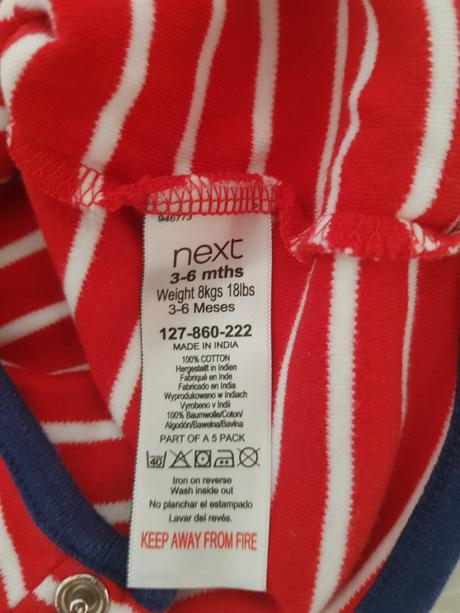 946773
next
3-6 mths
Weight 8kgs 18lbs
3-6 Meses
127-860-222
MADE IN INDIA
100% COTTON
Hergestellt in Indien
Fabriqué en Inde
Fabricado en India
Wyprodukowano w Indiach
Vyrobeno v Indii
100% Baumwolle/Coton/
Algodón/Bawełna/Bavlna
PART OF A 5 PACK
40
Iron on reverse
Wash inside out
No planchar el estampado
Lavar del revés.
KEEP AWAY FROM FIRE